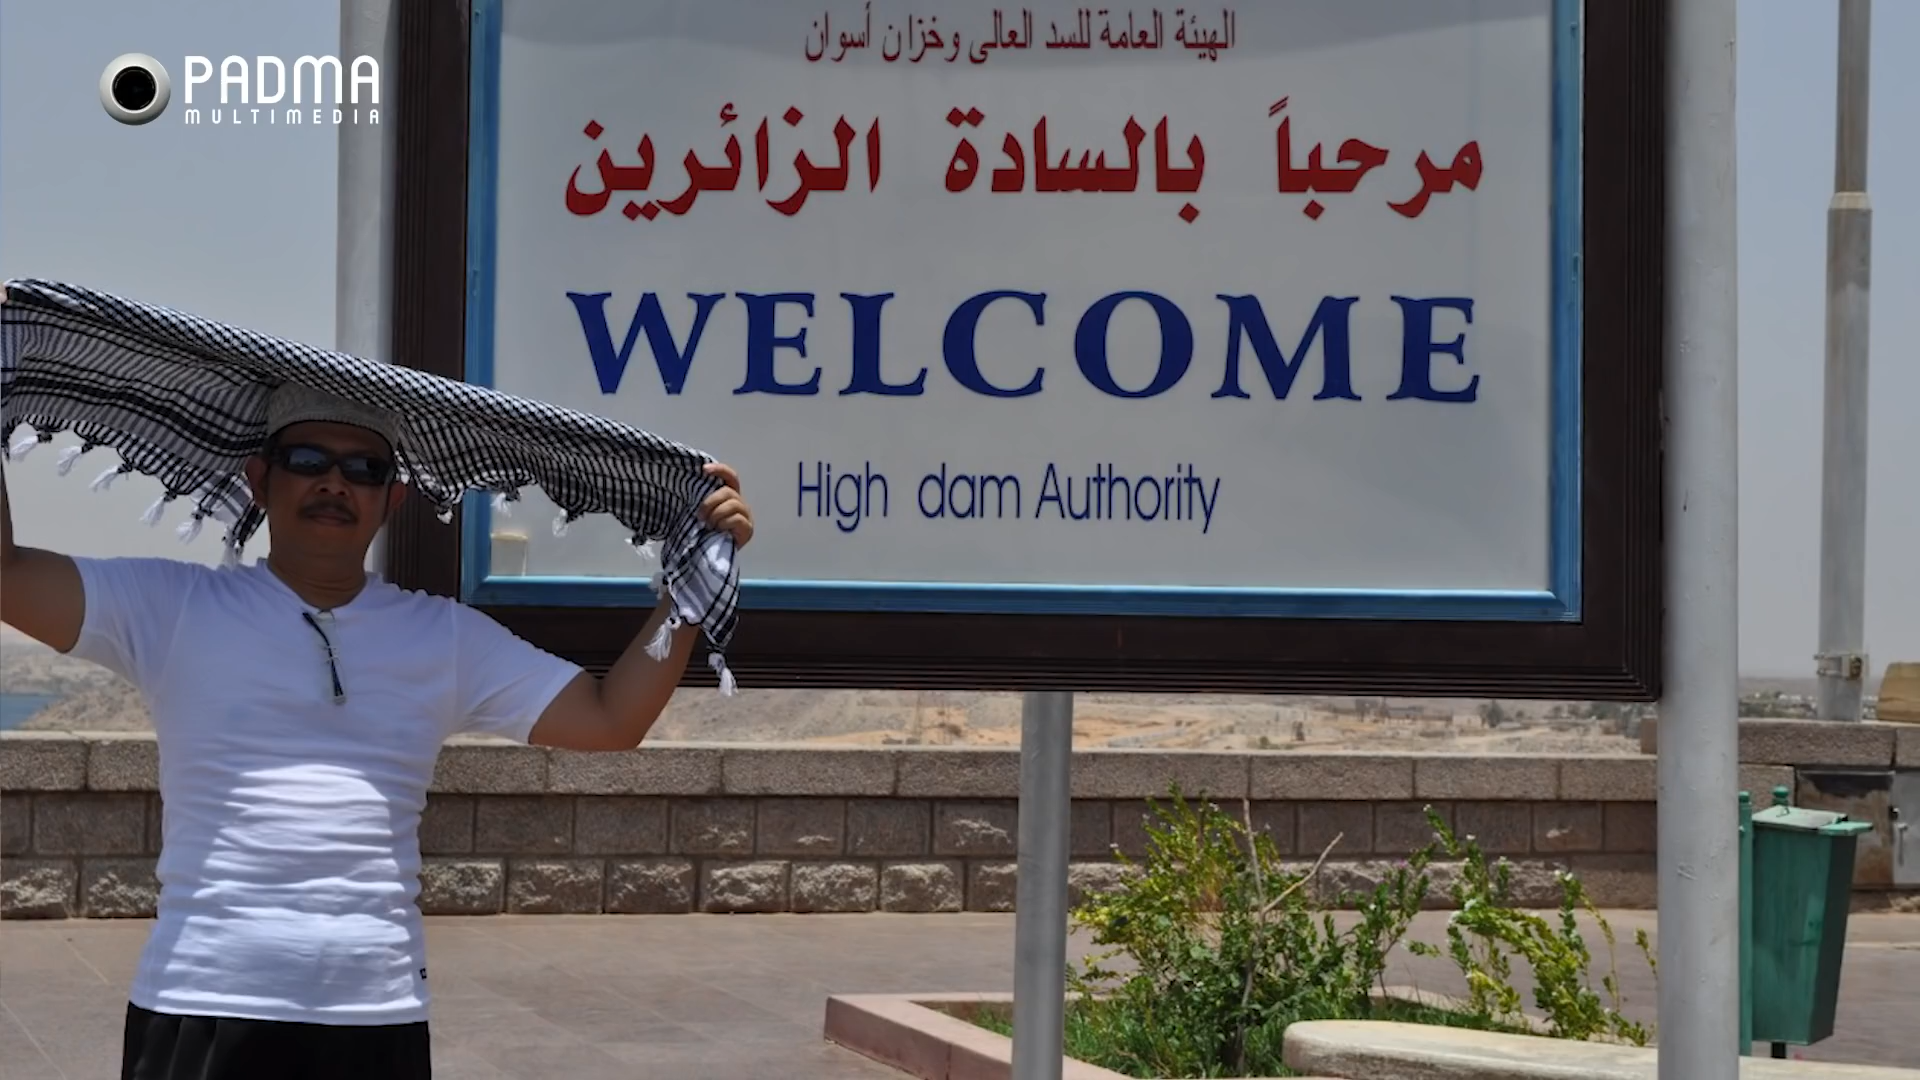 PADMA
MULTIMEDIA
الهيئة العامة للسد العالى وخزان أسوان
مرحباً بالسادة الزائرين
WELCOME
High dam Authority